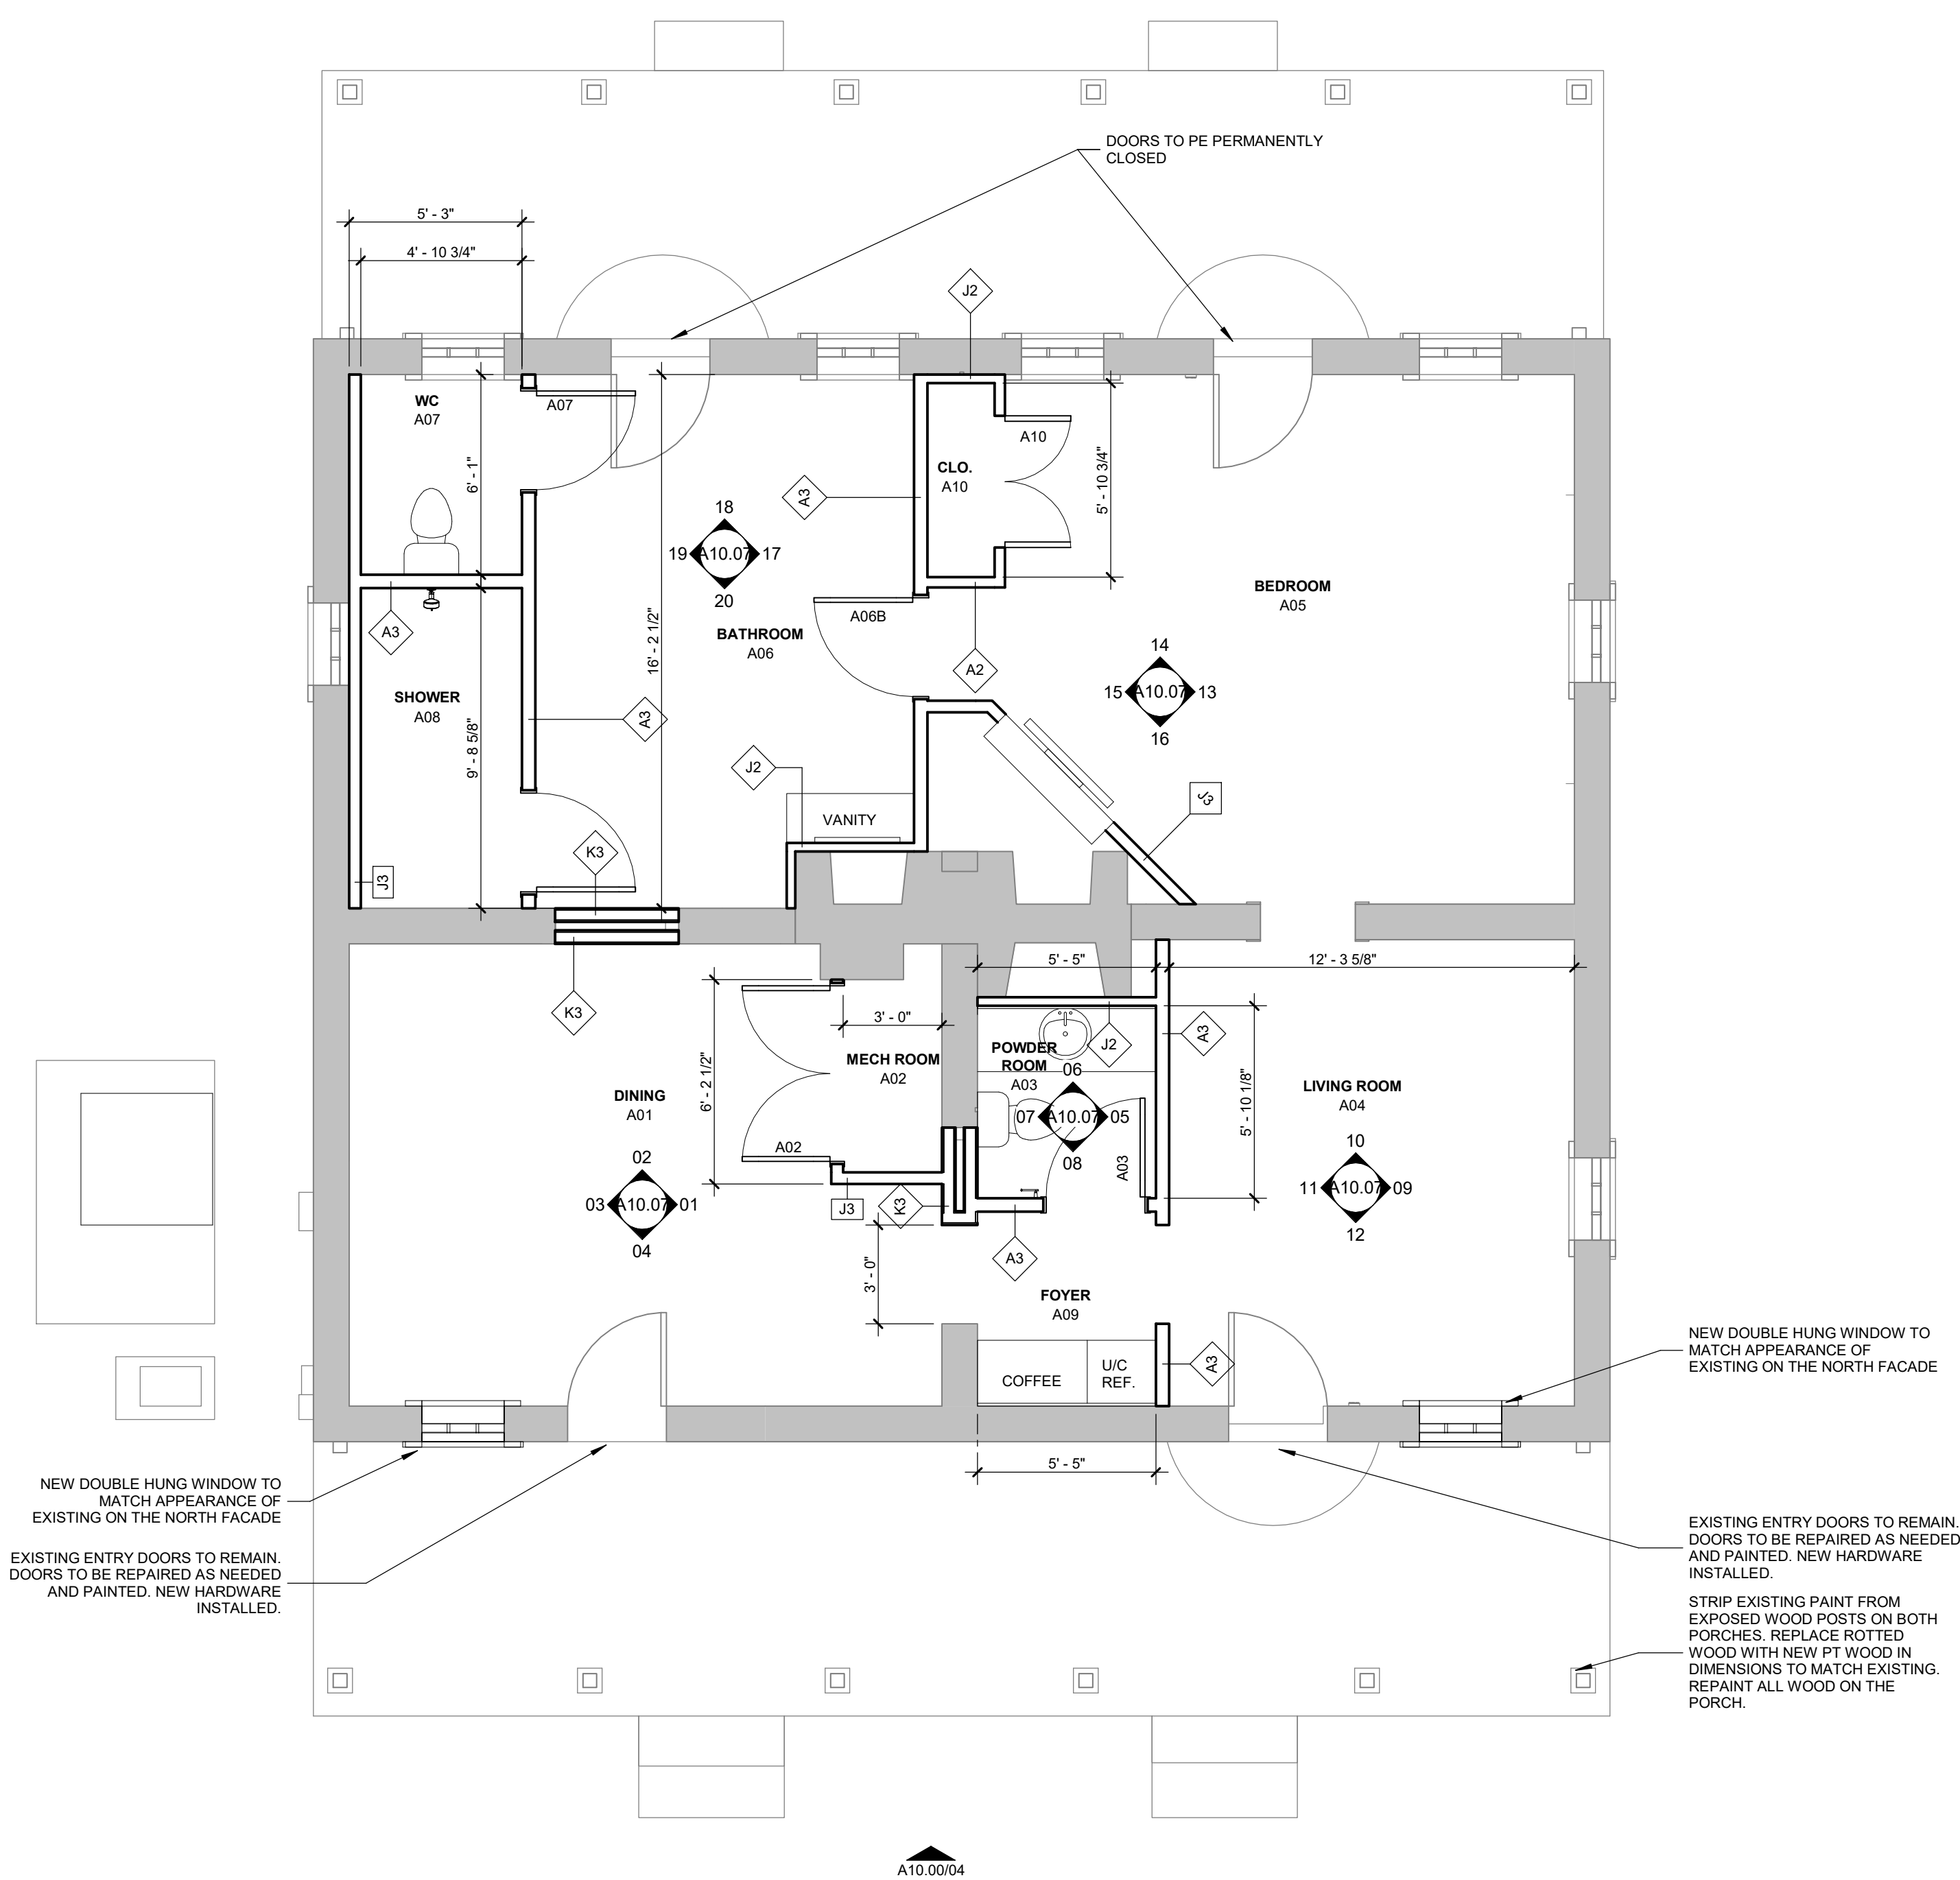 DOORS TO PE PERMANENTLY
CLOSED
5' - 3"
4' - 10 3/4"
J2
WC
A07
A07
6' - 1"
A10
CLO.
A10
5' - 10 3/4"
A3
18
19 A10.07 17
20
BEDROOM
A05
A06B
BATHROOM
A06
16' - 2 1/2"
A3
A2
14
15 A10.07 13
16
SHOWER
A08
A3
9' - 8 5/8"
J2
J3
VANITY
K3
J3
5' - 5"
12' - 3 5/8"
K3
3' - 0"
A3
J2
POWDER
ROOM
A03
MECH ROOM
A02
6' - 2 1/2"
DINING
A01
LIVING ROOM
A04
5' - 10 1/8"
06
07 A10.07 05
08
A02
A03
02
03 A10.07 01
04
10
11 A10.07 09
12
J3
K3
A3
3' - 0"
FOYER
A09
COFFEE
U/C
REF.
A3
NEW DOUBLE HUNG WINDOW TO
MATCH APPEARANCE OF
EXISTING ON THE NORTH FACADE
5' - 5"
NEW DOUBLE HUNG WINDOW TO
MATCH APPEARANCE OF
EXISTING ON THE NORTH FACADE
EXISTING ENTRY DOORS TO REMAIN.
DOORS TO BE REPAIRED AS NEEDED
AND PAINTED. NEW HARDWARE
INSTALLED.
EXISTING ENTRY DOORS TO REMAIN.
DOORS TO BE REPAIRED AS NEEDED
AND PAINTED. NEW HARDWARE
INSTALLED.
STRIP EXISTING PAINT FROM
EXPOSED WOOD POSTS ON BOTH
PORCHES. REPLACE ROTTED
WOOD WITH NEW PT WOOD IN
DIMENSIONS TO MATCH EXISTING.
REPAINT ALL WOOD ON THE
PORCH.
A10.00/04